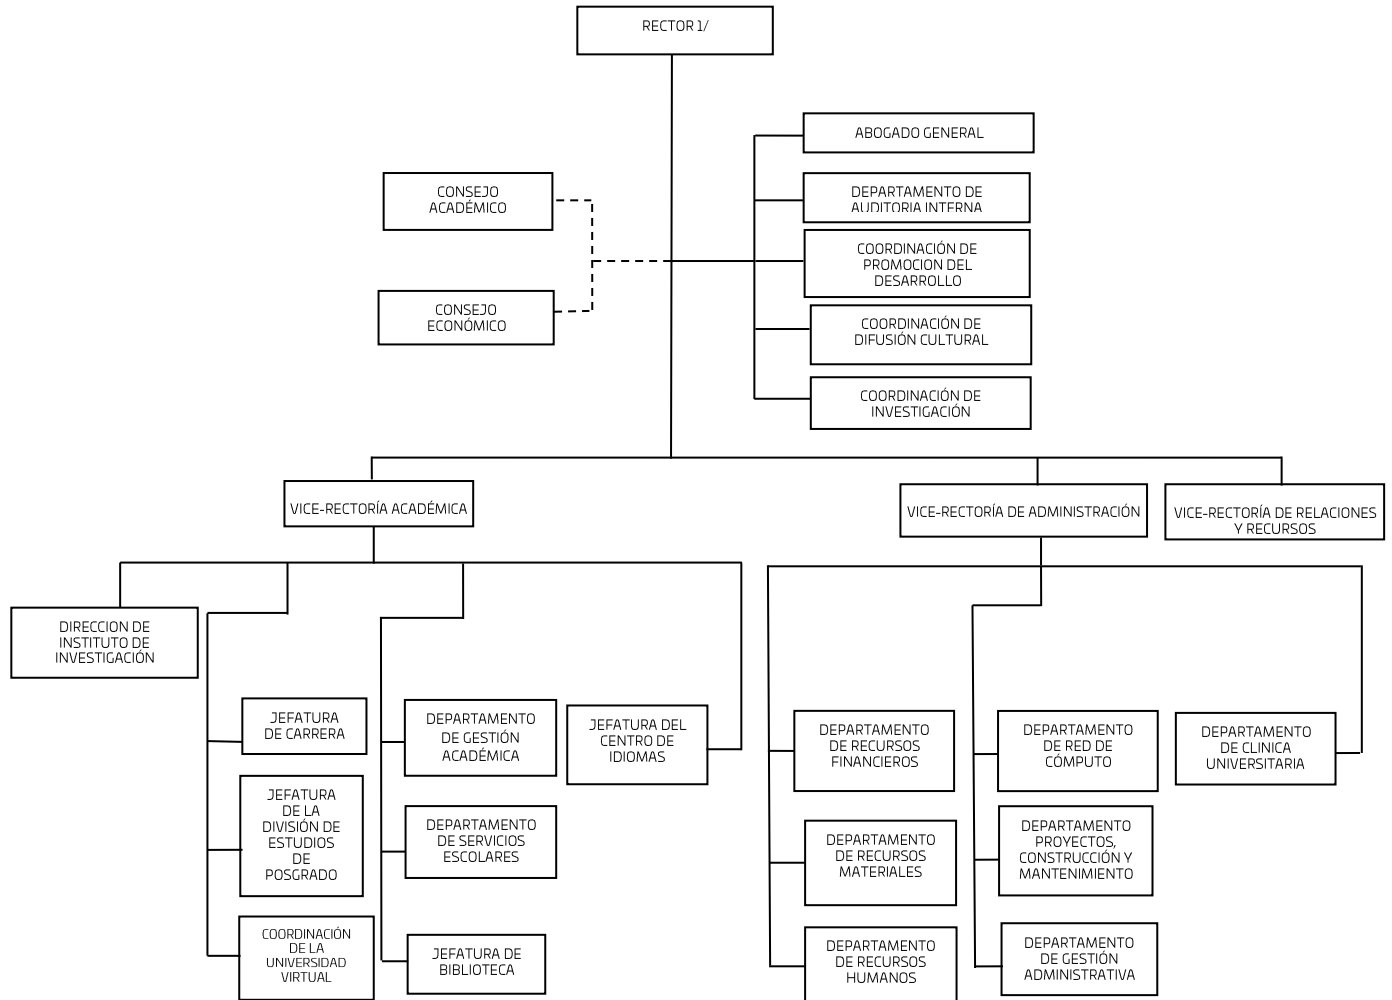 RECTOR 1/
ABOGADO GENERAL
CONSEJO
ACADÉMICO
DEPARTAMENTO DE
AUDITORIA INTERNA
COORDINACIÓN DE
PROMOCION DEL
DESARROLLO
CONSEJO
ECONÓMICO
COORDINACIÓN DE
DIFUSIÓN CULTURAL
COORDINACIÓN DE
INVESTIGACIÓN
VICE-RECTORÍA ACADÉMICA
VICE-RECTORÍA DE ADMINISTRACIÓN
VICE-RECTORÍA DE RELACIONES
Y RECURSOS
DIRECCION DE
INSTITUTO DE
INVESTIGACIÓN
JEFATURA
DE CARRERA
JEFATURA
DE LA
DIVISIÓN DE
ESTUDIOS
DE
POSGRADO
COORDINACIÓN
DE LA
UNIVERSIDAD
VIRTUAL
DEPARTAMENTO
DE GESTIÓN
ACADÉMICA
DEPARTAMENTO
DE SERVICIOS
ESCOLARES
JEFATURA DE
BIBLIOTECA
JEFATURA DEL
CENTRO DE
IDIOMAS
DEPARTAMENTO
DE RECURSOS
FINANCIEROS
DEPARTAMENTO
DE RECURSOS
MATERIALES
DEPARTAMENTO
DE RECURSOS
HUMANOS
DEPARTAMENTO
DE RED DE
CÓMPUTO
DEPARTAMENTO
PROYECTOS,
CONSTRUCCIÓN Y
MANTENIMIENTO
DEPARTAMENTO
DE GESTIÓN
ADMINISTRATIVA
DEPARTAMENTO
DE CLINICA
UNIVERSITARIA